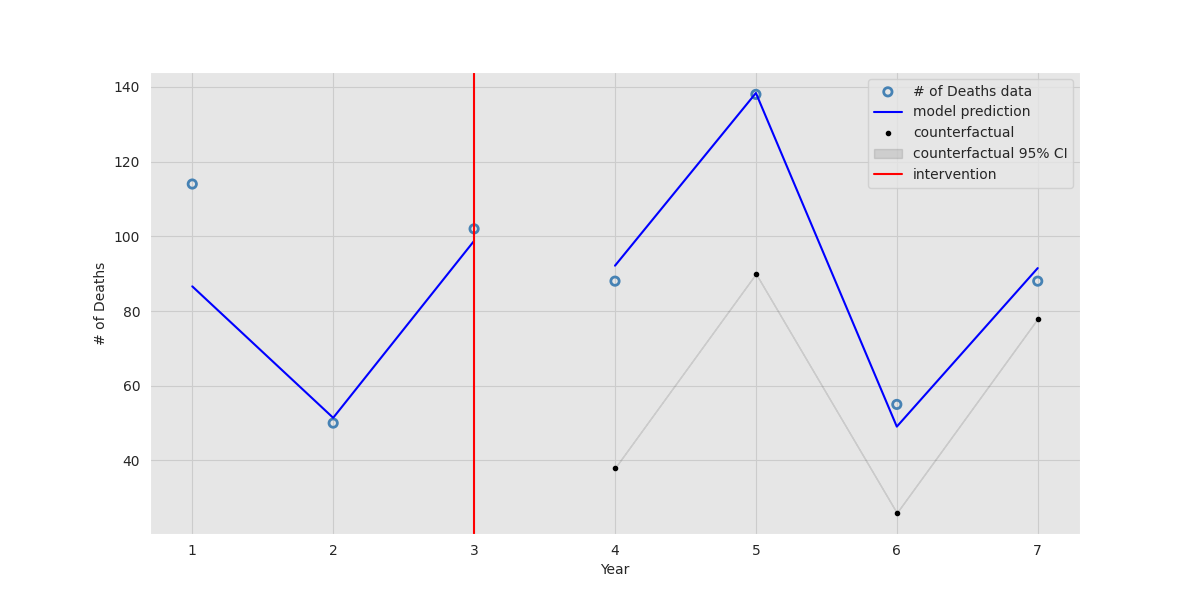 140
120
100
80
60
40
# of Deaths
# of Deaths data
model prediction
counterfactual
counterfactual 95% CI
intervention
1 2 3 4 5 6 7
Year